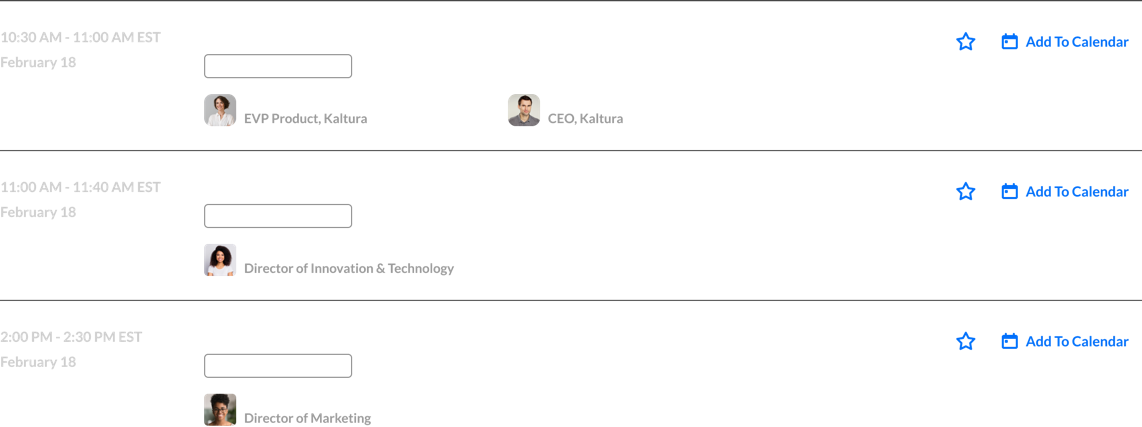 10:30 AM - 11:00 AM EST
February 18
Add To Calendar
EVP Product, Kaltura
CEO, Kaltura
11:00 AM - 11:40 AM EST
February 18
Add To Calendar
Director of Innovation & Technology
2:00 PM - 2:30 PM EST
February 18
Add To Calendar
Director of Marketing